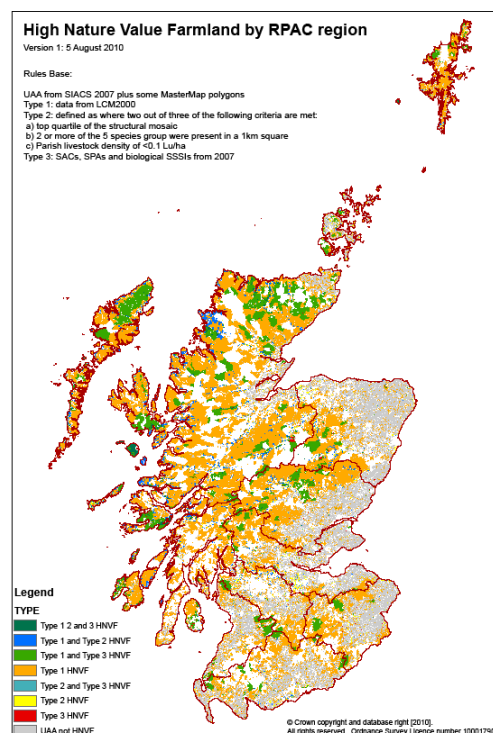 High Nature Value Farmland by RPAC region
Version 1: 5 August 2010
Rules Base:
UAA from SIACS 2007 plus some MasterMap polygons
Type 1: data from LCM2000
Type 2: defined as where two out of three of the following criteria are met:
a) top quartile of the structural mosaic
b) 2 or more of the 5 species group were present in a 1km square
c) Parish livestock density of <0.1 Lu/ha
Type 3: SACs, SPAs and biological SSSIs from 2007
Legend
TYPE
Type 1 2 and 3 HNVF
Type 1 and Type 2 HNVF
Type 1 and Type 3 HNVF
Type 1 HNVF
Type 2 and Type 3 HNVF
Type 2 HNVF
Type 3 HNVF
UAA not HNVF
© Crown copyright and database right [2010].
All rights reserved. Ordnance Survey Licence number